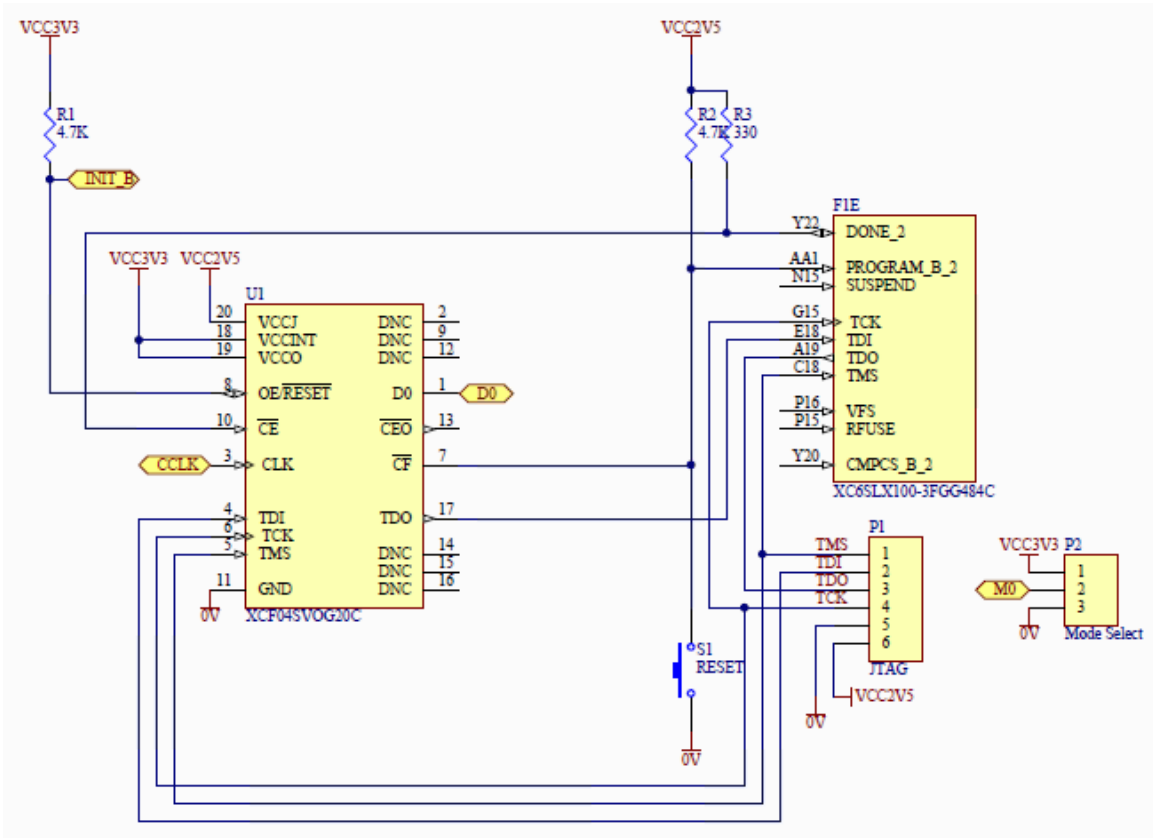 VCC3V3
VCC2V5
R1
4.7K
R2
4.7K
R3
330
INIT_B
F1E
Y22 DONE_2
AA1 PROGRAM_B_2
N15 SUSPEND
G15 TCK
E18 TDI
A19 TDO
C18 TMS
P16 VFS
P15 RFUSE
Y20 CMPCS_B_2
XC6SLX100-3FGG484C
VCC3V3 VCC2V5
U1
20 VCCJ DNC 2
18 VCCINT DNC 9
19 VCCO DNC 12
8 OE/RESET D0 1 D0
10 CE CEO 13
CCLK 3 CLK CF 7
4 TDI TDO 17
6 TCK
5 TMS DNC 14
DNC 15
11 GND DNC 16
0V
XCF04SVOG20C
P1
TMS 1
TDI 2
TDO 3
TCK 4
5
6
JTAG
VCC2V5
0V
VCC3V3 P2
1
M0 2
3
0V
Mode Select
S1
RESET
0V